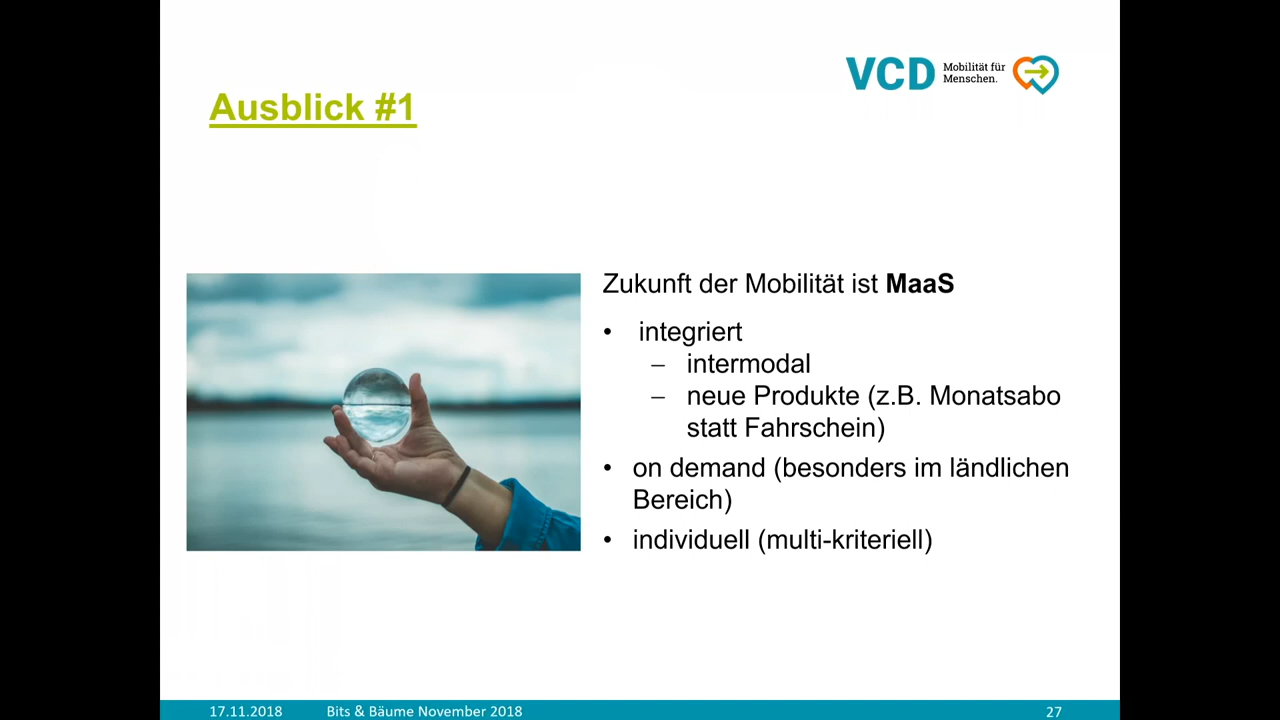 VCD Mobilität für
Menschen.
Ausblick #1
Zukunft der Mobilität ist MaaS
• integriert
– intermodal
– neue Produkte (z.B. Monatsabo
statt Fahrschein)
• on demand (besonders im ländlichen
Bereich)
• individuell (multi-kriteriell)
17.11.2018 Bits & Bäume November 2018 27